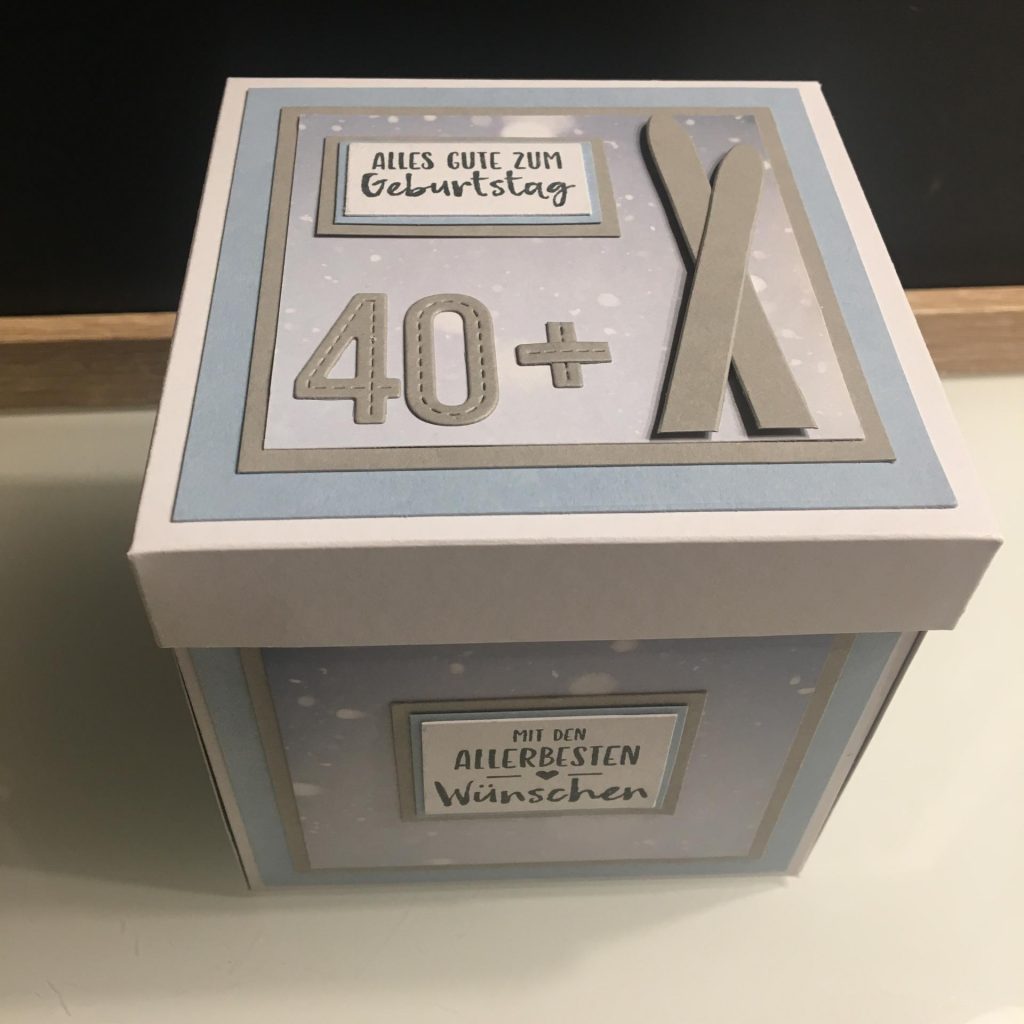 ALLES GUTE ZUM
Geburtstag
40+
MIT DEN
ALLERBESTEN
Wünschen